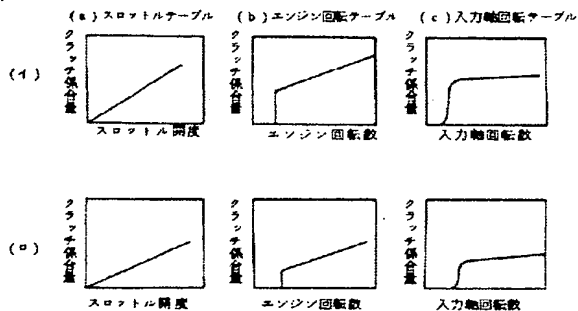 (a)スロットルテーブル
(b)エンジン回転テーブル
(c)入力軸回転テーブル
(イ)
クラッチ係合量
スロットル開度
クラッチ係合量
エンジン回転数
クラッチ係合量
入力軸回転数
(ロ)
クラッチ係合量
スロットル開度
クラッチ係合量
エンジン回転数
クラッチ係合量
入力軸回転数